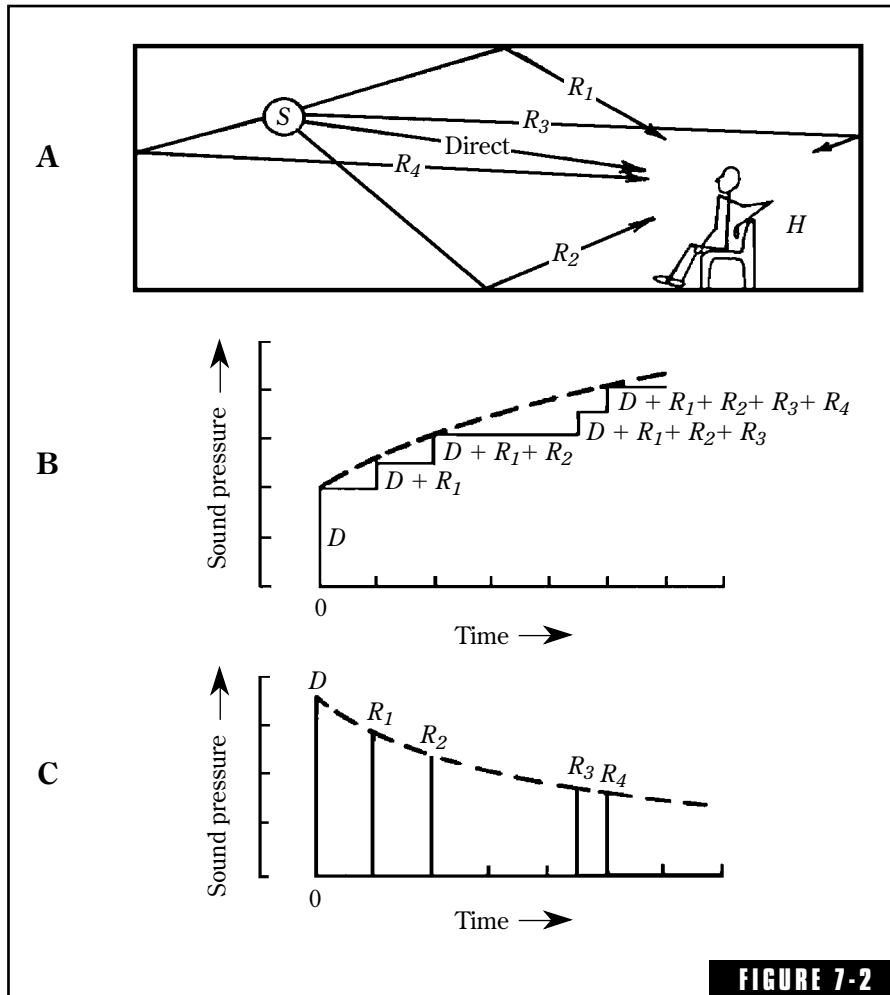 A
S
R1
R3
Direct
R4
R2
H
B
Sound pressure
D + R1 + R2 + R3 + R4
D + R1 + R2 + R3
D + R1 + R2
D + R1
D
0
Time
C
Sound pressure
D
R1
R2
R3 R4
0
Time
FIGURE 7-2